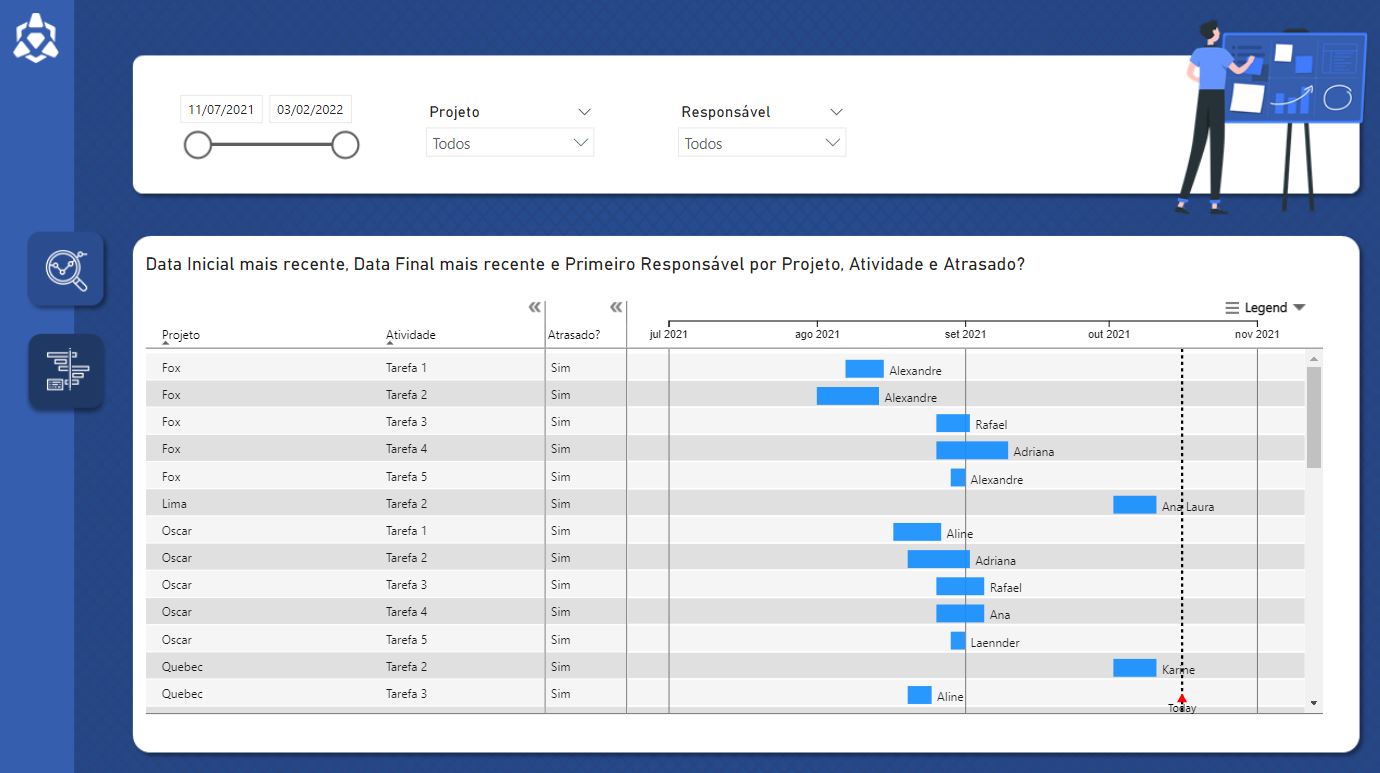 11/07/2021 03/02/2022
Projeto
Todos
Responsável
Todos
Data Inicial mais recente, Data Final mais recente e Primeiro Responsável por Projeto, Atividade e Atrasado?
Legend
Projeto Atividade Atrasado? jul 2021 ago 2021 set 2021 out 2021 nov 2021
Fox Tarefa 1 Sim Alexandre
Fox Tarefa 2 Sim Alexandre
Fox Tarefa 3 Sim Rafael
Fox Tarefa 4 Sim Adriana
Fox Tarefa 5 Sim Alexandre
Lima Tarefa 2 Sim Ana Laura
Oscar Tarefa 1 Sim Aline
Oscar Tarefa 2 Sim Adriana
Oscar Tarefa 3 Sim Rafael
Oscar Tarefa 4 Sim Ana
Oscar Tarefa 5 Sim Laennder
Quebec Tarefa 2 Sim Karine
Quebec Tarefa 3 Sim Aline
Today